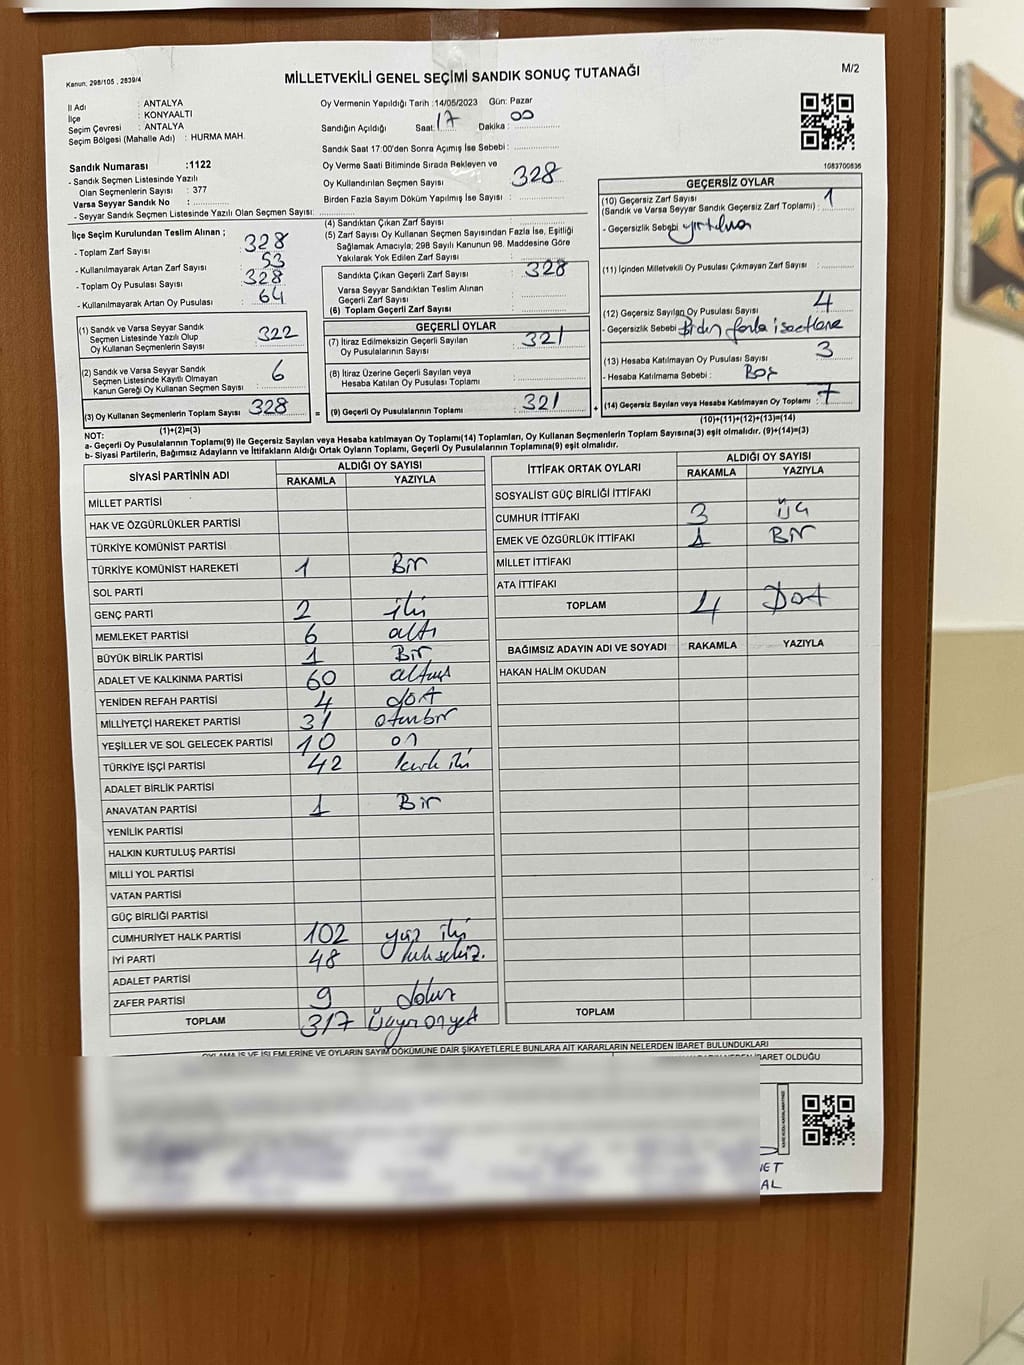 Kanun: 298/105 , 2839/4
MİLLETVEKİLİ GENEL SEÇİMİ SANDIK SONUÇ TUTANAĞI
M/2
İl Adı : ANTALYA
İlçe : KONYAALTI
Seçim Çevresi : ANTALYA
Seçim Bölgesi (Mahalle Adı) : HURMA MAH.
Oy Vermenin Yapıldığı Tarih :14/05/2023 Gün: Pazar
Sandığın Açıldığı Saat: 17 Dakika : 00
Sandık Saat 17:00'den Sonra Açımış İse Sebebi:
1083700836
Sandık Numarası :1122
- Sandık Seçmen Listesinde Yazılı
Olan Seçmenlerin Sayısı : 377
Varsa Seyyar Sandık No :
- Seyyar Sandık Seçmen Listesinde Yazılı Olan Seçmen Sayısı:
Oy Verme Saati Bitiminde Sırada Bekleyen ve
Oy Kullandırılan Seçmen Sayısı : 328
Birden Fazla Sayım Döküm Yapılmış İse Sayısı :
İlçe Seçim Kurulundan Teslim Alınan ;
- Toplam Zarf Sayısı : 328
- Kullanılmayarak Artan Zarf Sayısı : 53
- Toplam Oy Pusulası Sayısı : 328
- Kullanılmayarak Artan Oy Pusulası : 64
(1) Sandık ve Varsa Seyyar Sandık
Seçmen Listesinde Yazılı Olup
Oy Kullanan Seçmenlerin Sayısı : 322
(2) Sandık ve Varsa Seyyar Sandık
Seçmen Listesinde Kayıtlı Olmayan
Kanun Gereği Oy Kullanan Seçmen Sayısı : 6
(3) Oy Kullanan Seçmenlerin Toplam Sayısı : 328
(1)+(2)=(3)
(4) Sandıktan Çıkan Zarf Sayısı :
(5) Zarf Sayısı Oy Kullanan Seçmen Sayısından Fazla İse, Eşitliği
Sağlamak Amacıyla; 298 Sayılı Kanunun 98. Maddesine Göre
Yakılarak Yok Edilen Zarf Sayısı :
Sandıkta Çıkan Geçerli Zarf Sayısı : 328
Varsa Seyyar Sandıktan Teslim Alınan
Geçerli Zarf Sayısı :
(6) Toplam Geçerli Zarf Sayısı :
GEÇERLİ OYLAR
(7) İtiraz Edilmeksizin Geçerli Sayılan
Oy Pusulalarının Sayısı : 321
(8) İtiraz Üzerine Geçerli Sayılan veya
Hesaba Katılan Oy Pusulası Toplamı :
= (9) Geçerli Oy Pusulalarının Toplamı : 321 +
GEÇERSİZ OYLAR
(10) Geçersiz Zarf Sayısı
(Sandık ve Varsa Seyyar Sandık Geçersiz Zarf Toplamı) : 1
- Geçersizlik Sebebi yırtılma
(11) İçinden Milletvekili Oy Pusulası Çıkmayan Zarf Sayısı :
(12) Geçersiz Sayılan Oy Pusulası Sayısı : 4
- Geçersizlik Sebebi Birden fazla işaretleme
(13) Hesaba Katılmayan Oy Pusulası Sayısı : 3
- Hesaba Katılmama Sebebi : Boş
(14) Geçersiz Sayılan veya Hesaba Katılmayan Oy Toplamı : 7
(10)+(11)+(12)+(13)=(14)
NOT:
a- Geçerli Oy Pusulalarının Toplamı(9) ile Geçersiz Sayılan veya Hesaba katılmayan Oy Toplamı(14) Toplamları, Oy Kullanan Seçmenlerin Toplam Sayısına(3) eşit olmalıdır. (9)+(14)=(3)
b- Siyasi Partilerin, Bağımsız Adayların ve İttifakların Aldığı Ortak Oyların Toplamı, Geçerli Oy Pusulalarının Toplamına(9) eşit olmalıdır.
SİYASİ PARTİNİN ADI ALDIĞI OY SAYISI
RAKAMLA YAZIYLA
MİLLET PARTİSİ
HAK VE ÖZGÜRLÜKLER PARTİSİ
TÜRKİYE KOMÜNİST PARTİSİ
TÜRKİYE KOMÜNİST HAREKETİ 1 Bir
SOL PARTİ
GENÇ PARTİ 2 iki
MEMLEKET PARTİSİ 6 altı
BÜYÜK BİRLİK PARTİSİ 1 Bir
ADALET VE KALKINMA PARTİSİ 60 altmış
YENİDEN REFAH PARTİSİ 4 dört
MİLLİYETÇİ HAREKET PARTİSİ 31 otuzbir
YEŞİLLER VE SOL GELECEK PARTİSİ 10 on
TÜRKİYE İŞÇİ PARTİSİ 42 kırk iki
ADALET BİRLİK PARTİSİ
ANAVATAN PARTİSİ 1 Bir
YENİLİK PARTİSİ
HALKIN KURTULUŞ PARTİSİ
MİLLİ YOL PARTİSİ
VATAN PARTİSİ
GÜÇ BİRLİĞİ PARTİSİ
CUMHURİYET HALK PARTİSİ 102 yüz iki
İYİ PARTİ 48 kırksekiz.
ADALET PARTİSİ
ZAFER PARTİSİ 9 dokuz
TOPLAM 317 Üçyüz onyedi
İTTİFAK ORTAK OYLARI ALDIĞI OY SAYISI
RAKAMLA YAZIYLA
SOSYALİST GÜÇ BİRLİĞİ İTTİFAKI
CUMHUR İTTİFAKI 3 üç
EMEK VE ÖZGÜRLÜK İTTİFAKI 1 Bir
MİLLET İTTİFAKI
ATA İTTİFAKI
TOPLAM 4 Dört
BAĞIMSIZ ADAYIN ADI VE SOYADI RAKAMLA YAZIYLA
HAKAN HALİM OKUDAN
TOPLAM
OYLAMA İŞ VE İŞLEMLERİNE VE OYLARIN SAYIM DÖKÜMÜNE DAİR ŞİKAYETLERLE BUNLARA AİT KARARLARIN NELERDEN İBARET BULUNDUKLARI
İBARET OLDUĞU